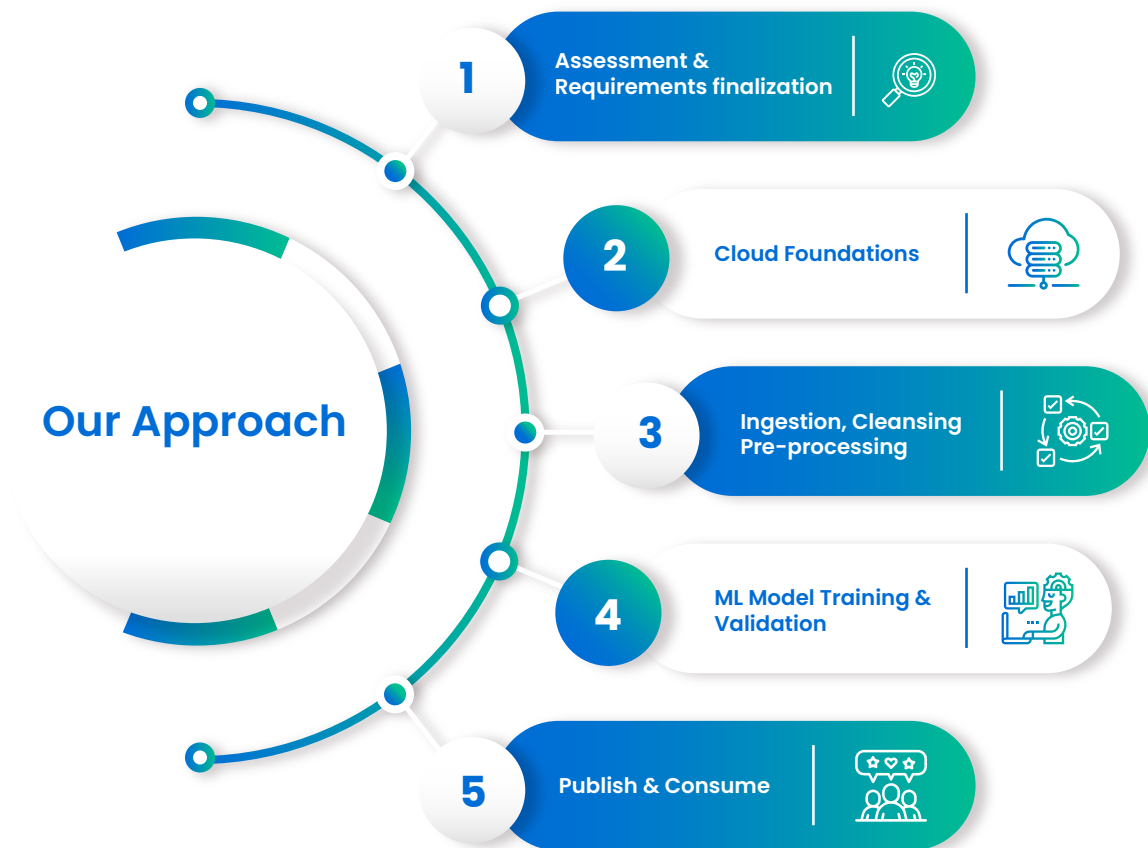 1
Assessment &
Requirements finalization
2
Cloud Foundations
Our Approach
3
Ingestion, Cleansing
Pre-processing
4
ML Model Training &
Validation
5
Publish & Consume